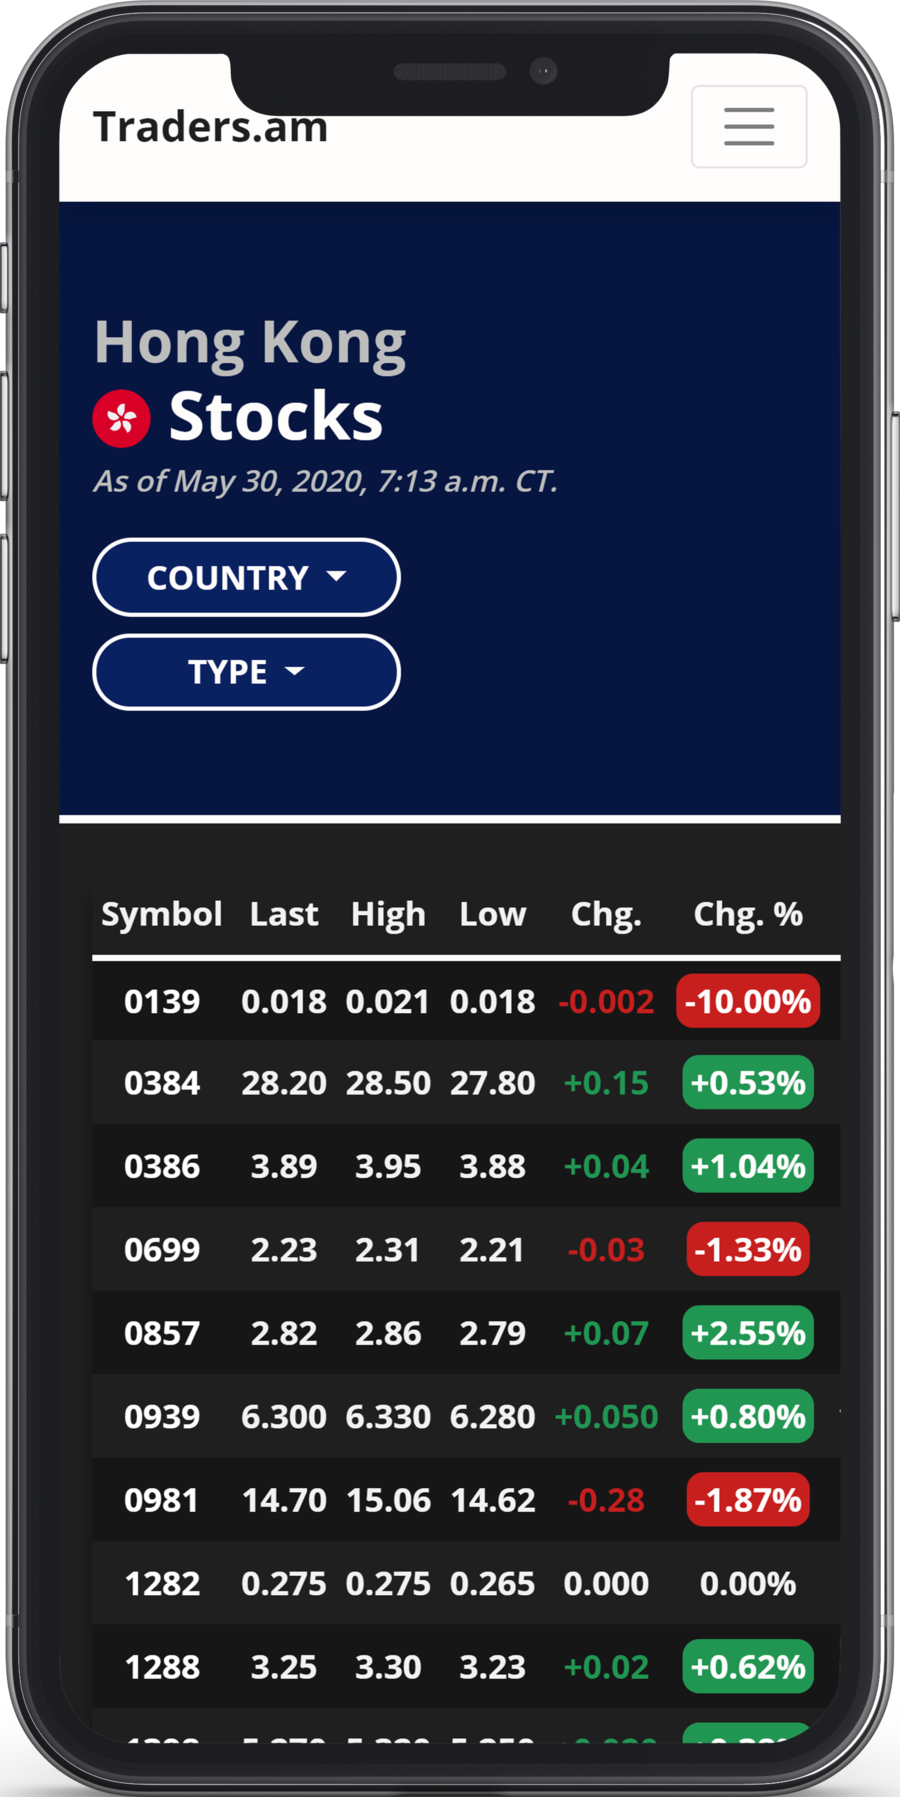 Traders.am
Hong Kong
Stocks
As of May 30, 2020, 7:13 a.m. CT.
COUNTRY
TYPE
Symbol Last High Low Chg. Chg. %
0139 0.018 0.021 0.018 -0.002 -10.00%
0384 28.20 28.50 27.80 +0.15 +0.53%
0386 3.89 3.95 3.88 +0.04 +1.04%
0699 2.23 2.31 2.21 -0.03 -1.33%
0857 2.82 2.86 2.79 +0.07 +2.55%
0939 6.300 6.330 6.280 +0.050 +0.80%
0981 14.70 15.06 14.62 -0.28 -1.87%
1282 0.275 0.275 0.265 0.000 0.00%
1288 3.25 3.30 3.23 +0.02 +0.62%